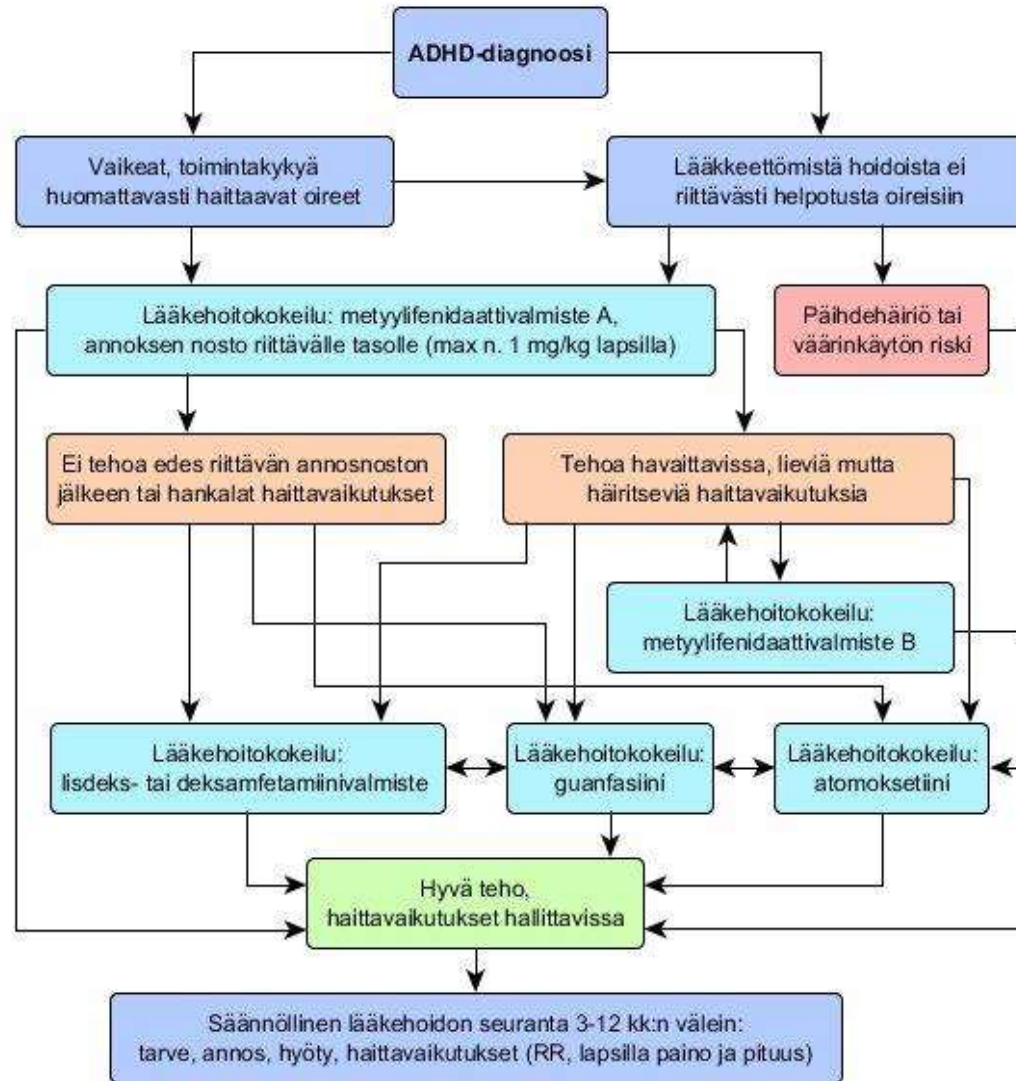 ADHD-diagnoosi
Vaikeat, toimintakykyä
huomattavasti haittaavat oireet
Lääkkeettömistä hoidoista ei
riittävästi helpotusta oireisiin
Lääkehoitokokeilu: metyylifenidaattivalmiste A,
annoksen nosto riittävälle tasolle (max n. 1 mg/kg lapsilla)
Päihdehäiriö tai
väärinkäytön riski
Ei tehoa edes riittävän annosnoston
jälkeen tai hankalat haittavaikutukset
Tehoa havaittavissa, lieviä mutta
häiritseviä haittavaikutuksia
Lääkehoitokokeilu:
metyylifenidaattivalmiste B
Lääkehoitokokeilu:
lisdeks- tai deksamfetamiinivalmiste
Lääkehoitokokeilu:
guanfasiini
Lääkehoitokokeilu:
atomoksetiini
Hyvä teho,
haittavaikutukset hallittavissa
Säännöllinen lääkehoidon seuranta 3-12 kk:n välein:
tarve, annos, hyöty, haittavaikutukset (RR, lapsilla paino ja pituus)